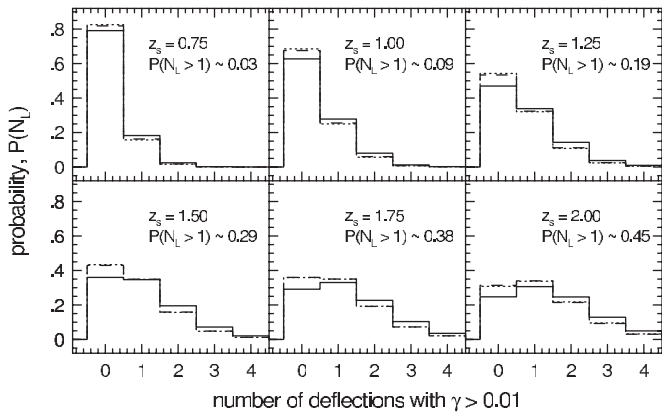 probability, P(N_L)
.8
.6
.4
.2
0
z_s = 0.75
P(N_L > 1) ~ 0.03
z_s = 1.00
P(N_L > 1) ~ 0.09
z_s = 1.25
P(N_L > 1) ~ 0.19
.8
.6
.4
.2
0
z_s = 1.50
P(N_L > 1) ~ 0.29
z_s = 1.75
P(N_L > 1) ~ 0.38
z_s = 2.00
P(N_L > 1) ~ 0.45
0 1 2 3 4 0 1 2 3 4 0 1 2 3 4
number of deflections with γ > 0.01